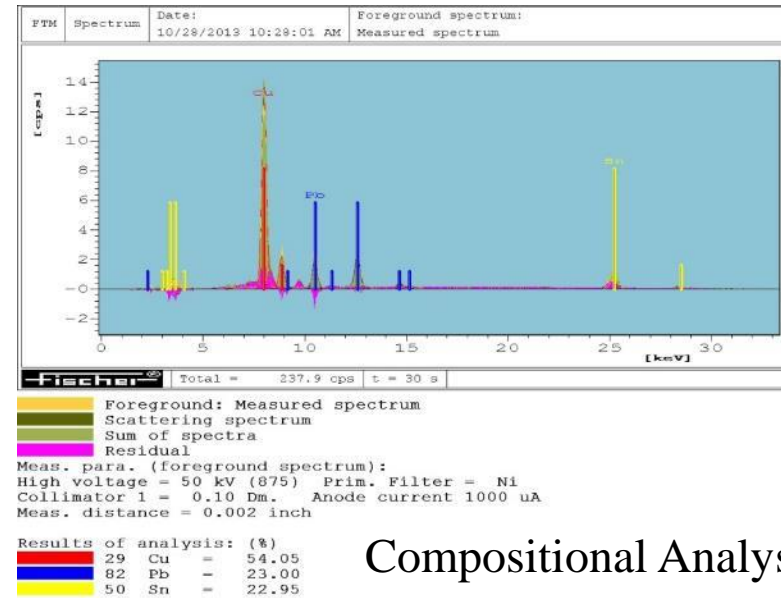 FTM Spectrum Date: Foreground spectrum:
10/28/2013 10:28:01 AM Measured spectrum
[cps]
14
12
10
8
6
4
2
-0
-2
Cu
Pb
Sn
0 5 10 15 20 25 30
[keV]
Fischer® Total = 237.9 cps t = 30 s
Foreground: Measured spectrum
Scattering spectrum
Sum of spectra
Residual
Meas. para. (foreground spectrum):
High voltage = 50 kV (875) Prim. Filter = Ni
Collimator 1 = 0.10 Dm. Anode current 1000 uA
Meas. distance = 0.002 inch
Results of analysis: (%)
29 Cu = 54.05
82 Pb = 23.00
50 Sn = 22.95
Compositional Analys